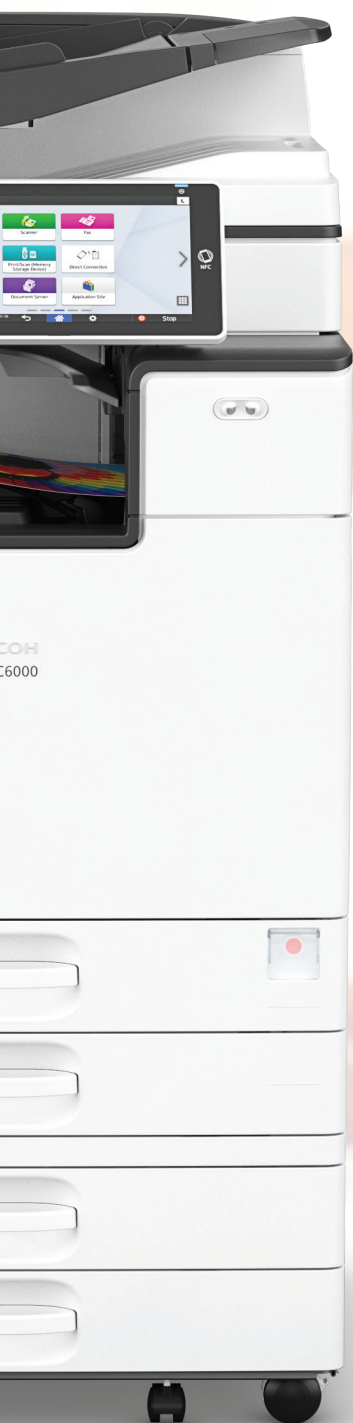 Scanner
Fax
NFC
Print/Scan (Memory
Storage Device)
Direct Connection
Document Server
Application Site
Stop
COH
C6000